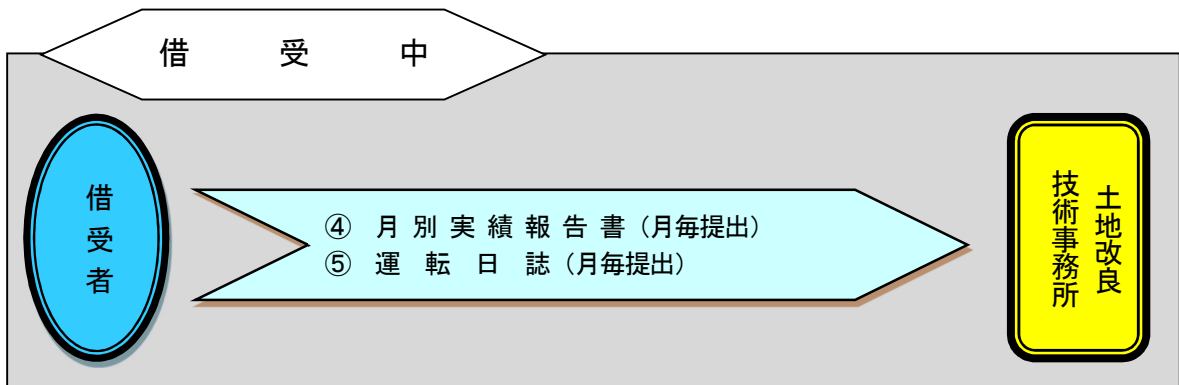 借受中
借受者
④ 月別実績報告書（月毎提出）
⑤ 運転日誌（月毎提出）
土地改良
技術事務所